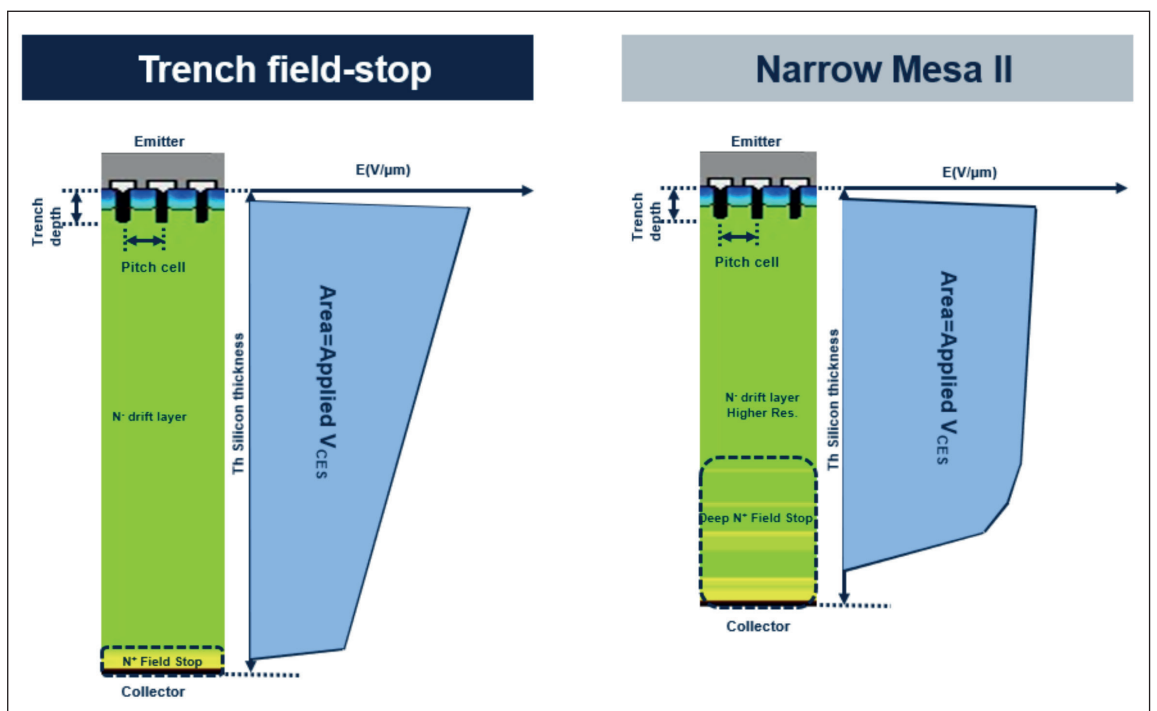 Trench field-stop
Emitter
E(V/µm)
Trench
depth
Pitch cell
Th Silicon thickness
Area=Applied V_CES
N⁻ drift layer
N⁺ Field Stop
Collector
Narrow Mesa II
Emitter
E(V/µm)
Trench
depth
Pitch cell
Th Silicon thickness
Area=Applied V_CES
N⁻ drift layer
Higher Res.
Deep N⁺ Field Stop
Collector